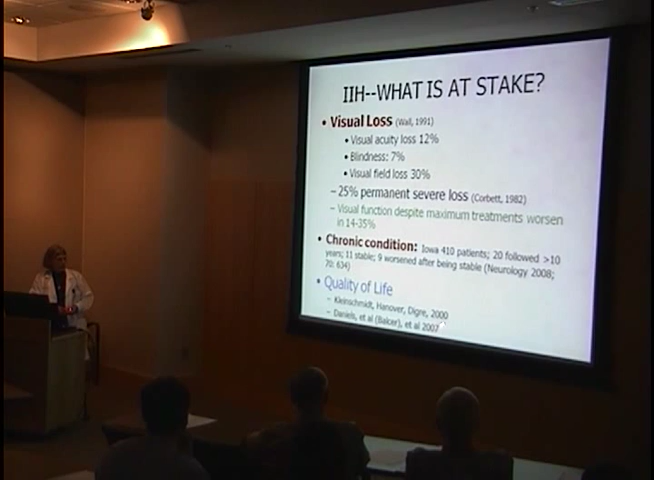 IIH--WHAT IS AT STAKE?
• Visual Loss (Wall, 1991)
• Visual acuity loss 12%
• Blindness: 7%
• Visual field loss 30%
– 25% permanent severe loss (Corbett, 1982)
– Visual function despite maximum treatments worsen
in 14-35%
• Chronic condition: Iowa 410 patients; 20 followed >10
years; 11 stable; 9 worsened after being stable (Neurology 2008;
70: 634)
• Quality of Life
– Kleinschmidt, Hanover, Digre, 2000
– Daniels, et al (Balcer), et al 2007